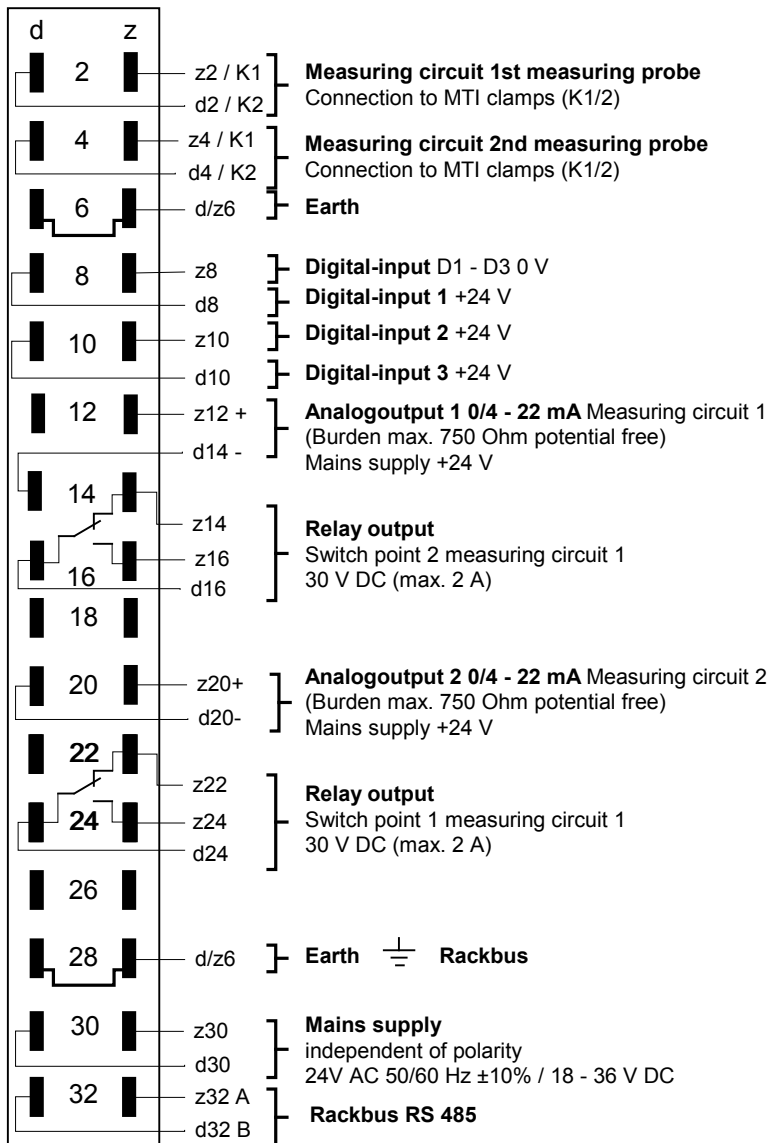 d z
2 z2 / K1 Measuring circuit 1st measuring probe
d2 / K2 Connection to MTI clamps (K1/2)
4 z4 / K1 Measuring circuit 2nd measuring probe
d4 / K2 Connection to MTI clamps (K1/2)
6 d/z6 Earth
8 z8 Digital-input D1 - D3 0 V
d8 Digital-input 1 +24 V
10 z10 Digital-input 2 +24 V
d10 Digital-input 3 +24 V
12 z12 + Analogoutput 1 0/4 - 22 mA Measuring circuit 1
(Burden max. 750 Ohm potential free)
d14 - Mains supply +24 V
14 z14 Relay output
z16 Switch point 2 measuring circuit 1
16 d16 30 V DC (max. 2 A)
18
20 z20+ Analogoutput 2 0/4 - 22 mA Measuring circuit 2
(Burden max. 750 Ohm potential free)
d20- Mains supply +24 V
22 z22 Relay output
24 z24 Switch point 1 measuring circuit 1
d24 30 V DC (max. 2 A)
26
28 d/z6 Earth Rackbus
30 z30 Mains supply
independent of polarity
d30 24V AC 50/60 Hz ±10% / 18 - 36 V DC
32 z32 A Rackbus RS 485
d32 B